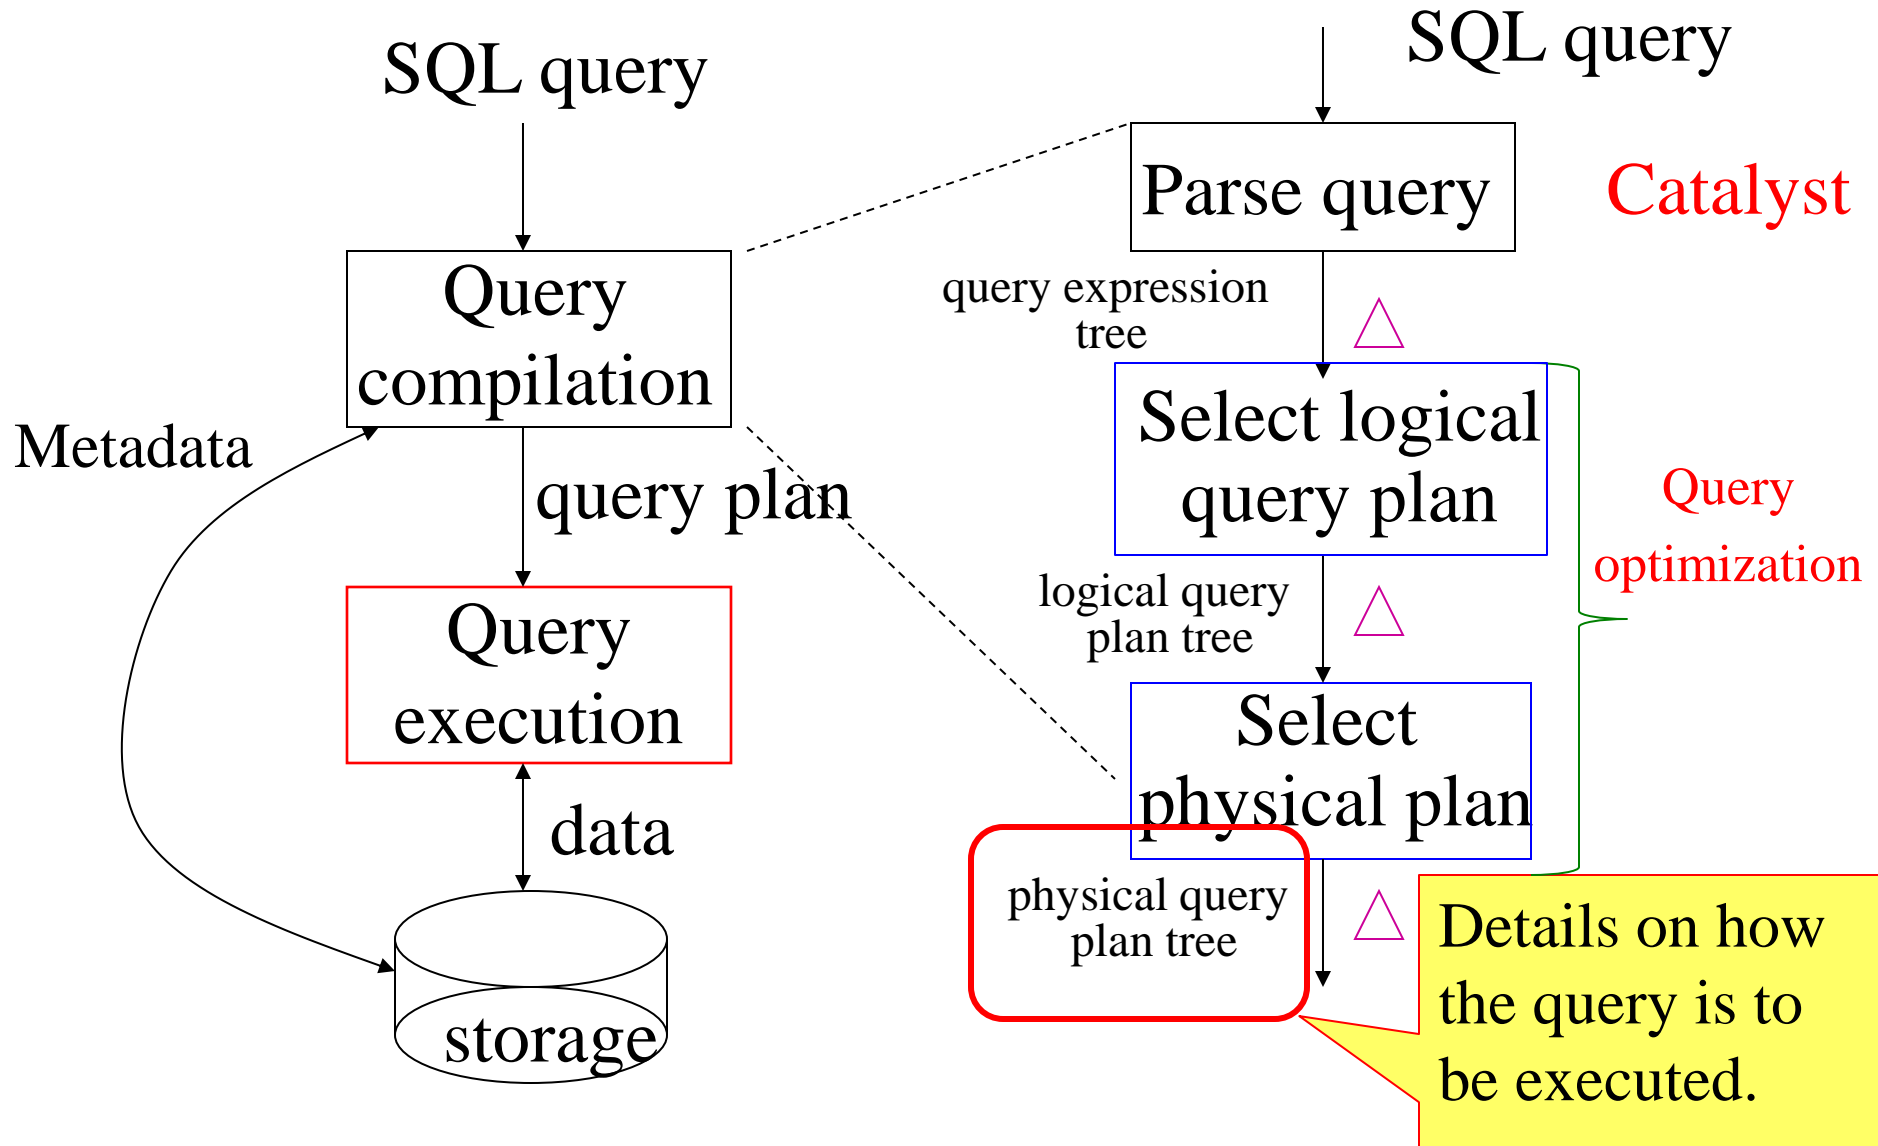 SQL query
Query
compilation
Metadata
query plan
Query
execution
data
storage
SQL query
Parse query
Catalyst
query expression
tree
Select logical
query plan
Query
optimization
logical query
plan tree
Select
physical plan
physical query
plan tree
Details on how
the query is to
be executed.